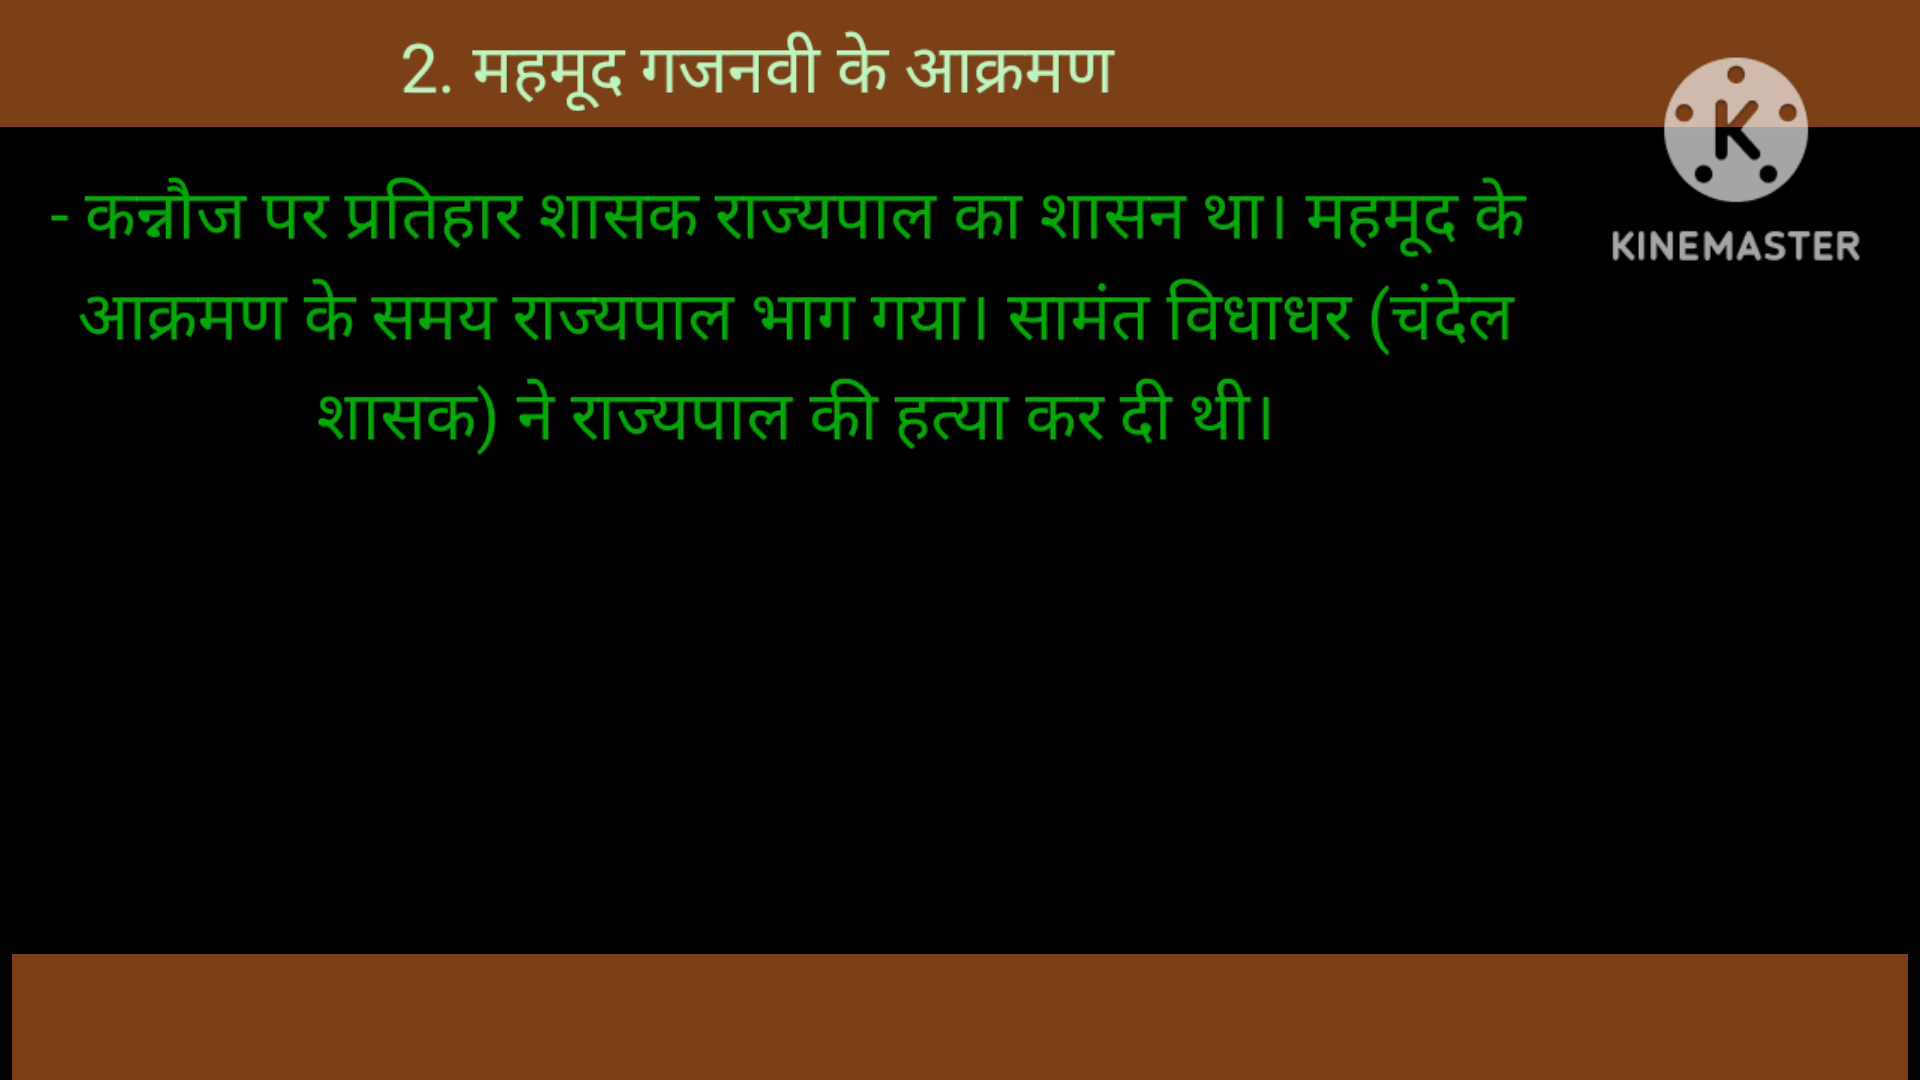 2. महमूद गजनवी के आक्रमण
- कन्नौज पर प्रतिहार शासक राज्यपाल का शासन था। महमूद के
आक्रमण के समय राज्यपाल भाग गया। सामंत विधाधर (चंदेल
शासक) ने राज्यपाल की हत्या कर दी थी।
K
KINEMASTER